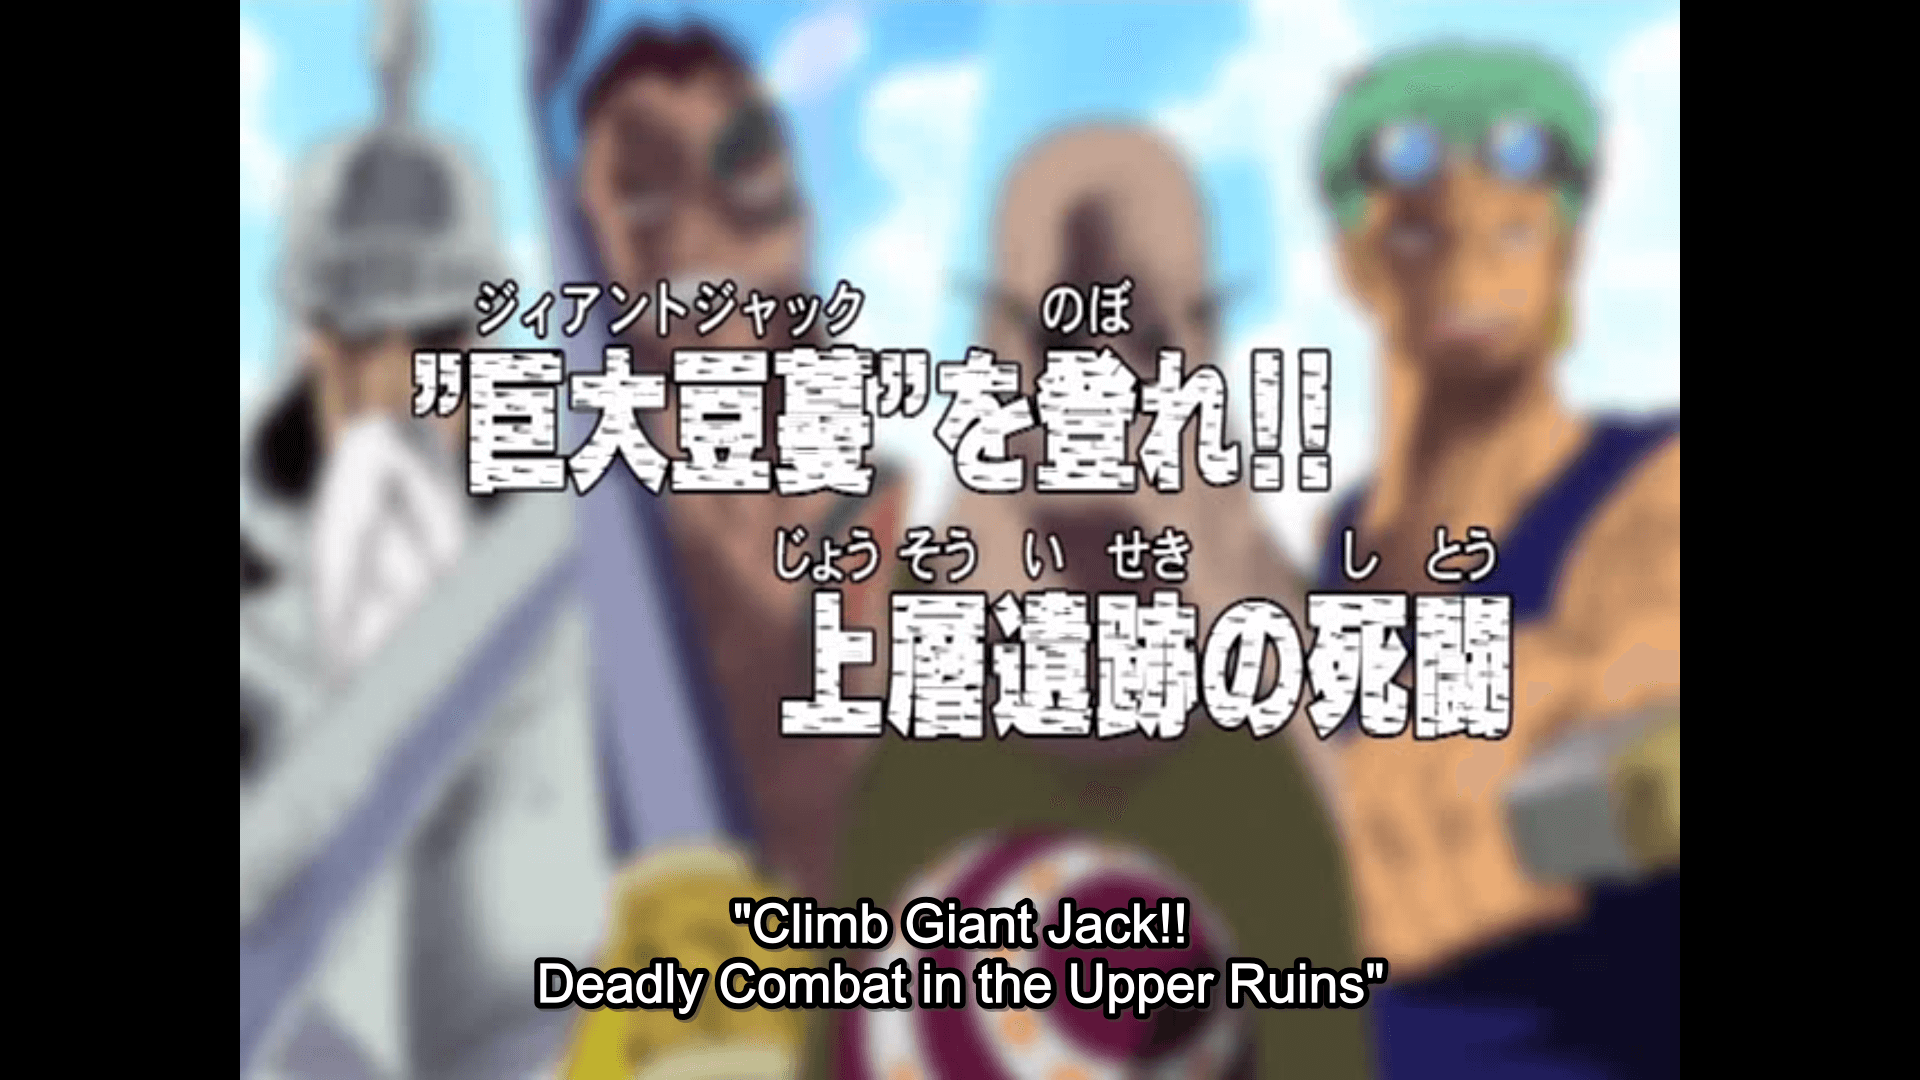 ジィアントジャック のぼ
”巨大豆蔓”を登れ!!
じょう そう い せき し とう
上層遺跡の死闘
"Climb Giant Jack!!
Deadly Combat in the Upper Ruins"